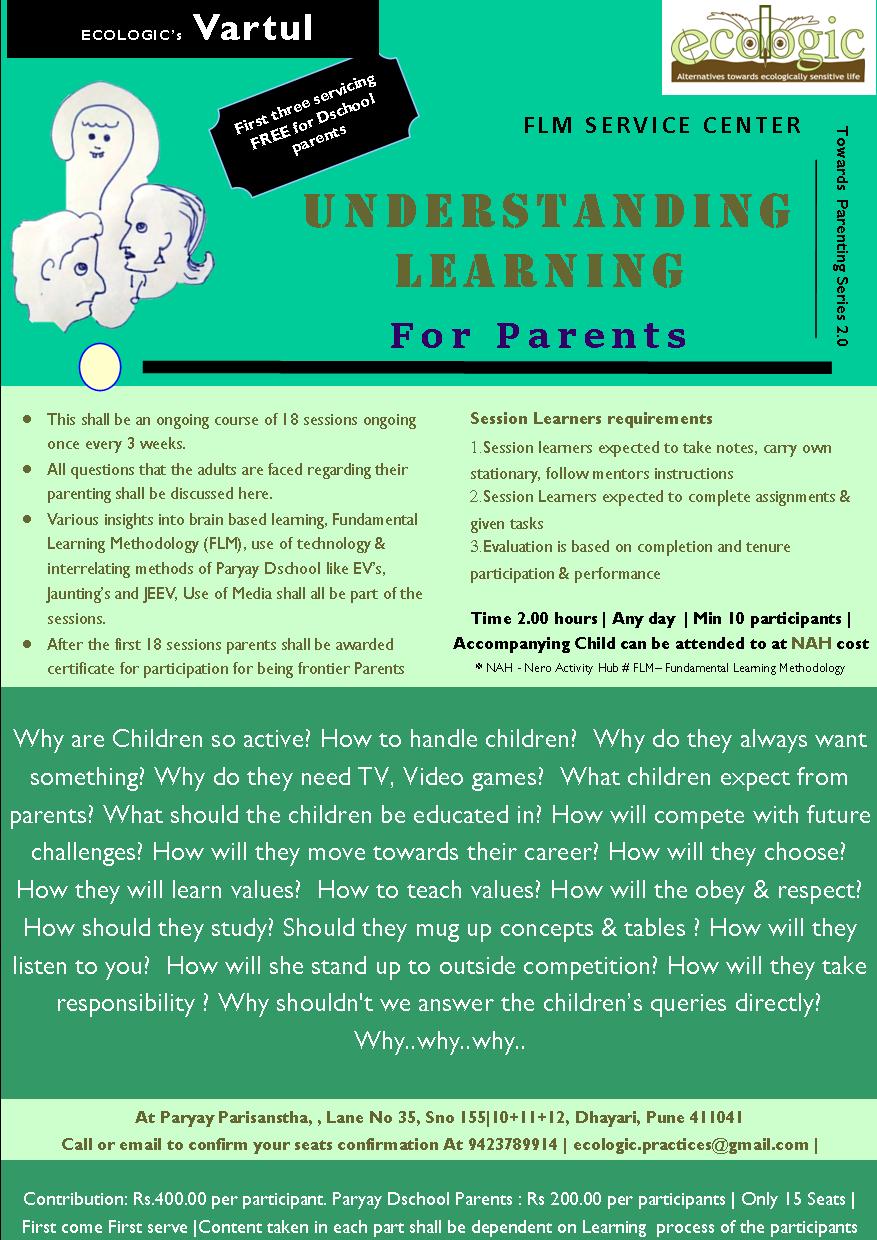 ECOLOGIC's Vartul
ecologic
Alternatives towards ecologically sensitive life
First three servicing
FREE for Dschool
parents
FLM SERVICE CENTER
Towards Parenting Series 2.0
UNDERSTANDING
LEARNING
For Parents
● This shall be an ongoing course of 18 sessions ongoing
once every 3 weeks.
● All questions that the adults are faced regarding their
parenting shall be discussed here.
● Various insights into brain based learning, Fundamental
Learning Methodology (FLM), use of technology &
interrelating methods of Paryay Dschool like EV's,
Jaunting's and JEEV, Use of Media shall all be part of the
sessions.
● After the first 18 sessions parents shall be awarded
certificate for participation for being frontier Parents
Session Learners requirements
1.Session learners expected to take notes, carry own
stationary, follow mentors instructions
2.Session Learners expected to complete assignments &
given tasks
3.Evaluation is based on completion and tenure
participation & performance
Time 2.00 hours | Any day | Min 10 participants |
Accompanying Child can be attended to at NAH cost
* NAH - Nero Activity Hub # FLM– Fundamental Learning Methodology
Why are Children so active? How to handle children? Why do they always want
something? Why do they need TV, Video games? What children expect from
parents? What should the children be educated in? How will compete with future
challenges? How will they move towards their career? How will they choose?
How they will learn values? How to teach values? How will the obey & respect?
How should they study? Should they mug up concepts & tables ? How will they
listen to you? How will she stand up to outside competition? How will they take
responsibility ? Why shouldn't we answer the children's queries directly?
Why..why..why..
At Paryay Parisanstha, , Lane No 35, Sno 155|10+11+12, Dhayari, Pune 411041
Call or email to confirm your seats confirmation At 9423789914 | ecologic.practices@gmail.com |
Contribution: Rs.400.00 per participant. Paryay Dschool Parents : Rs 200.00 per participants | Only 15 Seats |
First come First serve |Content taken in each part shall be dependent on Learning process of the participants